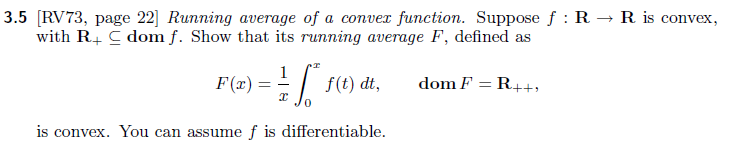 3.5 [RV73, page 22] Running average of a convex function. Suppose f : R → R is convex,
with R₊ ⊆ dom f. Show that its running average F, defined as
F(x) = 1/x ∫₀ˣ f(t) dt, dom F = R₊₊,
is convex. You can assume f is differentiable.